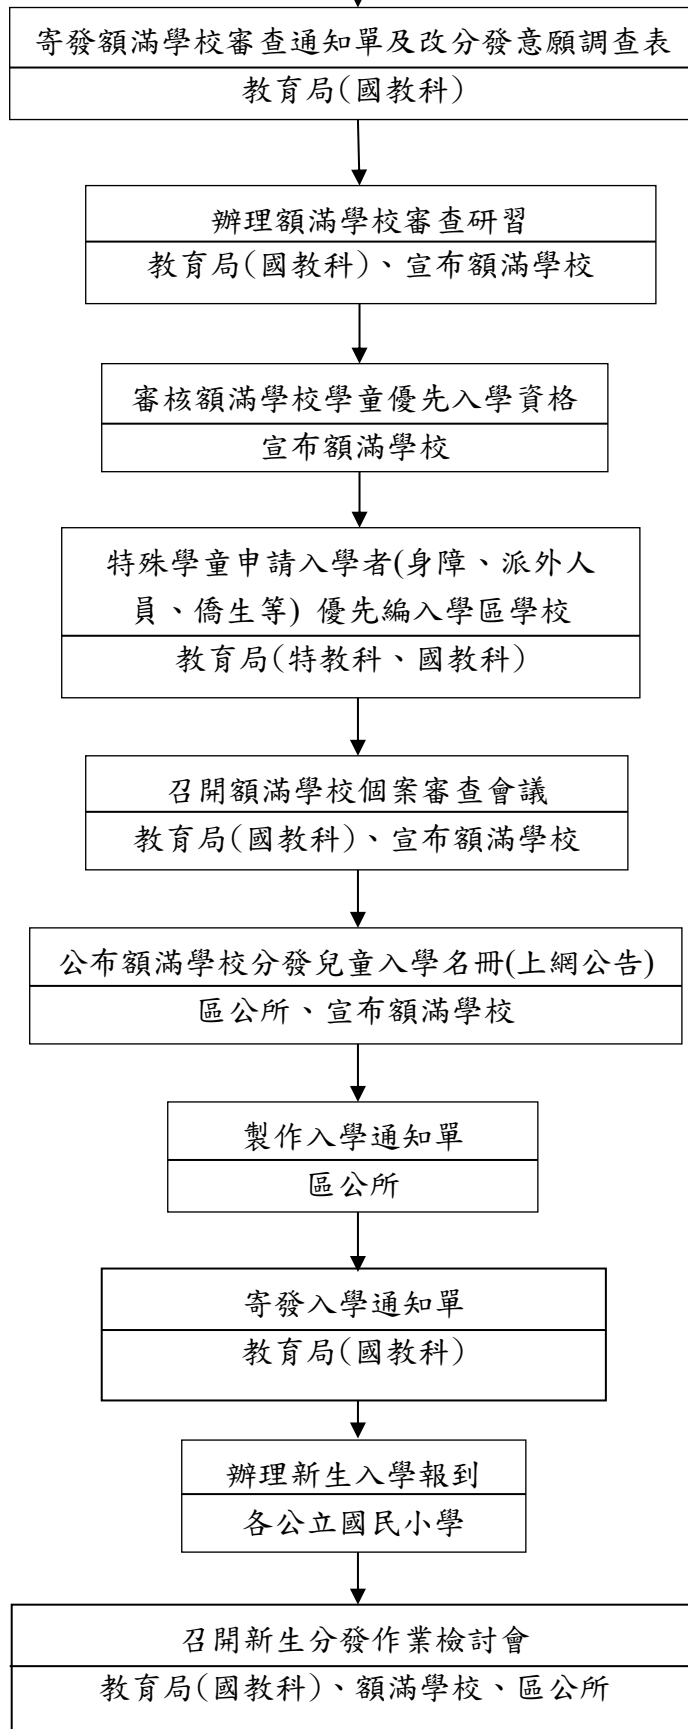 寄發額滿學校審查通知單及改分發意願調查表
教育局(國教科)
辦理額滿學校審查研習
教育局(國教科)、宣布額滿學校
審核額滿學校學童優先入學資格
宣布額滿學校
特殊學童申請入學者(身障、派外人
員、僑生等) 優先編入學區學校
教育局(特教科、國教科)
召開額滿學校個案審查會議
教育局(國教科)、宣布額滿學校
公布額滿學校分發兒童入學名冊(上網公告)
區公所、宣布額滿學校
製作入學通知單
區公所
寄發入學通知單
教育局(國教科)
辦理新生入學報到
各公立國民小學
召開新生分發作業檢討會
教育局(國教科)、額滿學校、區公所